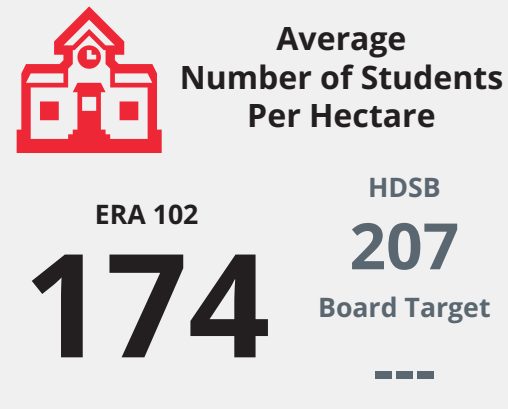 Average
Number of Students
Per Hectare
ERA 102
174
HDSB
207
Board Target
---